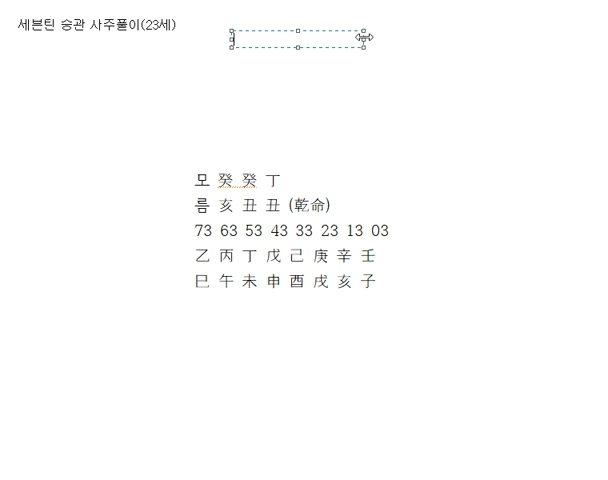 세븐틴 승관 사주풀이(23세)
모 癸 癸 丁
름 亥 丑 丑 (乾命)
73 63 53 43 33 23 13 03
乙 丙 丁 戊 己 庚 辛 壬
巳 午 未 申 酉 戌 亥 子